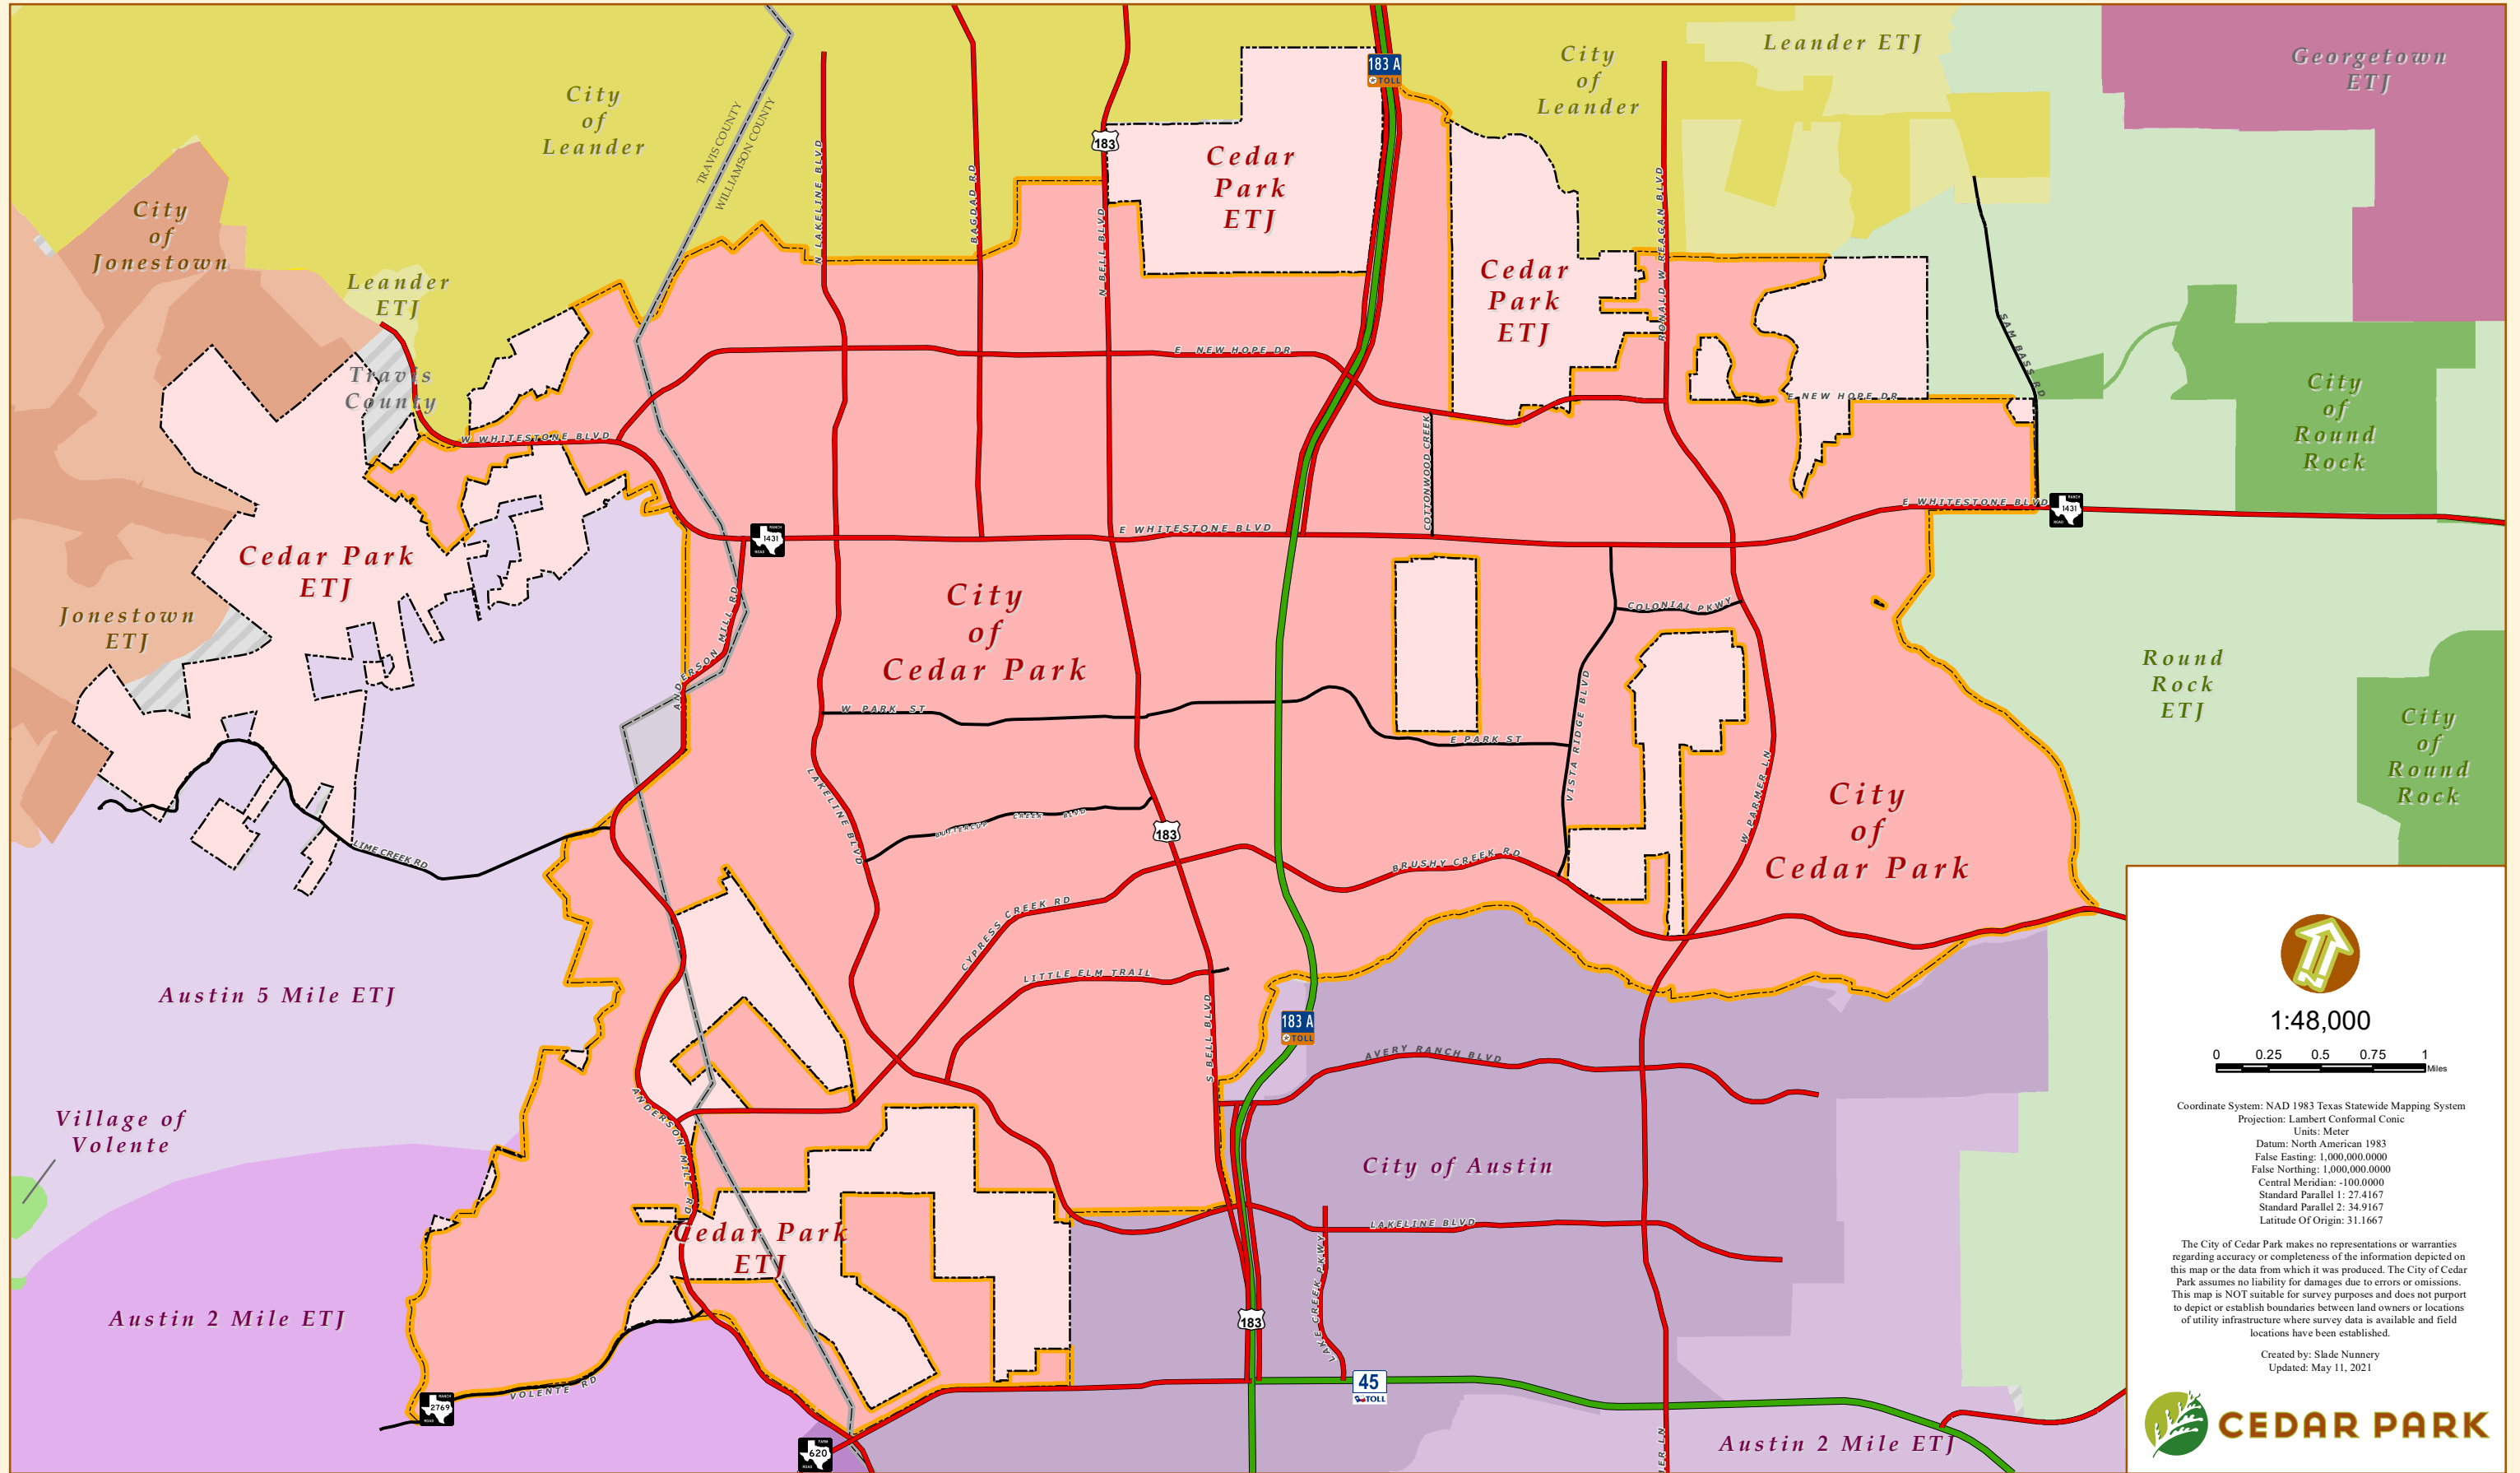 183 A
TOLL
City
of
Leander
Leander ETJ
Georgetown
ETJ
City
of
Leander
TRAVIS COUNTY
WILLIAMSON COUNTY
N LAKELINE BLVD
BAGDAD RD
183
N BELL BLVD
Cedar
Park
ETJ
RONALD W REAGAN BLVD
City
of
Jonestown
Leander
ETJ
Cedar
Park
ETJ
SAM BASS RD
Travis
County
E NEW HOPE DR
E NEW HOPE DR
City
of
Round
Rock
W WHITESTONE BLVD
COTTONWOOD CREEK
E WHITESTONE BLVD
RANCH
1431
ROAD
E WHITESTONE BLVD
RANCH
1431
ROAD
Cedar Park
ETJ
Jonestown
ETJ
ANDERSON MILL RD
City
of
Cedar Park
COLONIAL PKWY
Round
Rock
ETJ
W PARK ST
E PARK ST
VISTA RIDGE BLVD
W PARMER LN
City
of
Round
Rock
LAKELINE BLVD
BUTTERCUP CREEK BLVD
183
City
of
Cedar Park
LIME CREEK RD
BRUSHY CREEK RD
CYPRESS CREEK RD
LITTLE ELM TRAIL
Austin 5 Mile ETJ
S BELL BLVD
183 A
TOLL
AVERY RANCH BLVD
Village of
Volente
ANDERSON MILL RD
City of Austin
Cedar Park
ETJ
LAKELINE BLVD
LAKE CREEK PKWY
Austin 2 Mile ETJ
183
45
TOLL
VOLENTE RD
2769
ROAD
FARM
620
ROAD
Austin 2 Mile ETJ
1:48,000
0 0.25 0.5 0.75 1
Miles
Coordinate System: NAD 1983 Texas Statewide Mapping System
Projection: Lambert Conformal Conic
Units: Meter
Datum: North American 1983
False Easting: 1,000,000.0000
False Northing: 1,000,000.0000
Central Meridian: -100.0000
Standard Parallel 1: 27.4167
Standard Parallel 2: 34.9167
Latitude Of Origin: 31.1667
The City of Cedar Park makes no representations or warranties
regarding accuracy or completeness of the information depicted on
this map or the data from which it was produced. The City of Cedar
Park assumes no liability for damages due to errors or omissions.
This map is NOT suitable for survey purposes and does not purport
to depict or establish boundaries between land owners or locations
of utility infrastructure where survey data is available and field
locations have been established.
Created by: Slade Nunnery
Updated: May 11, 2021
CEDAR PARK